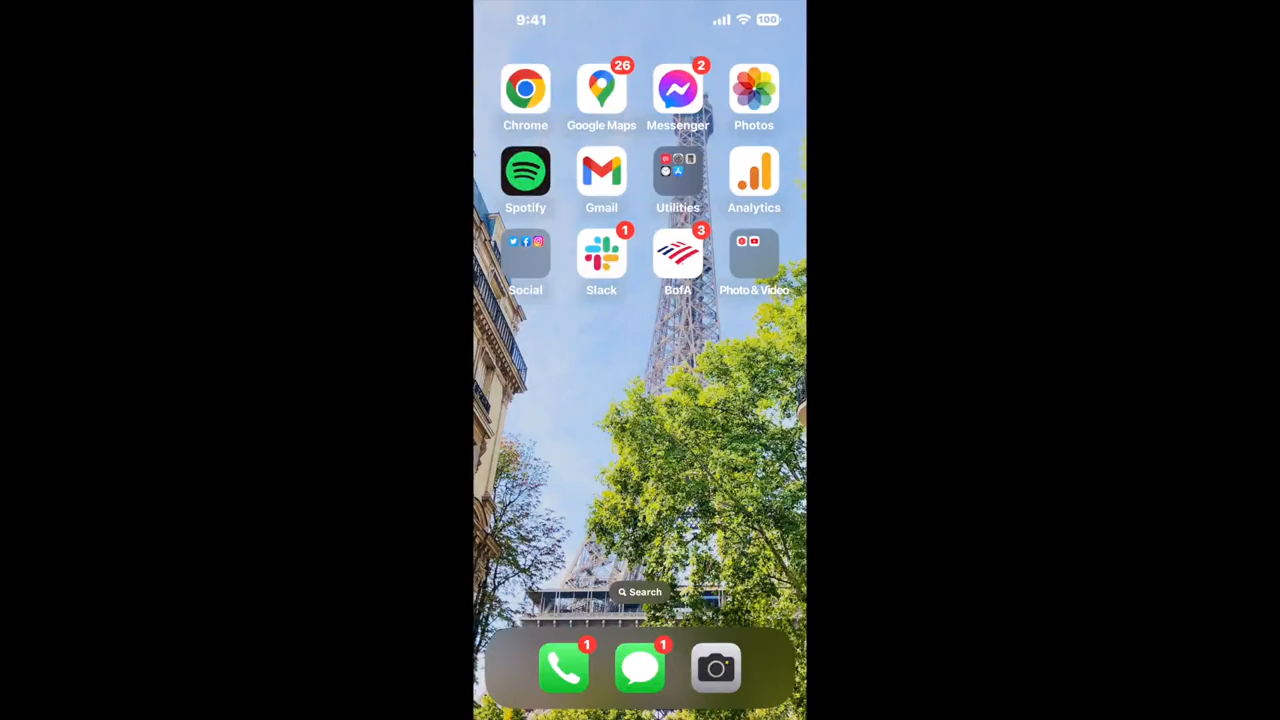 9:41
100
26
2
Chrome
Google Maps
Messenger
Photos
Spotify
Gmail
Utilities
Analytics
1
3
Social
Slack
BofA
Photo & Video
Search
1
1